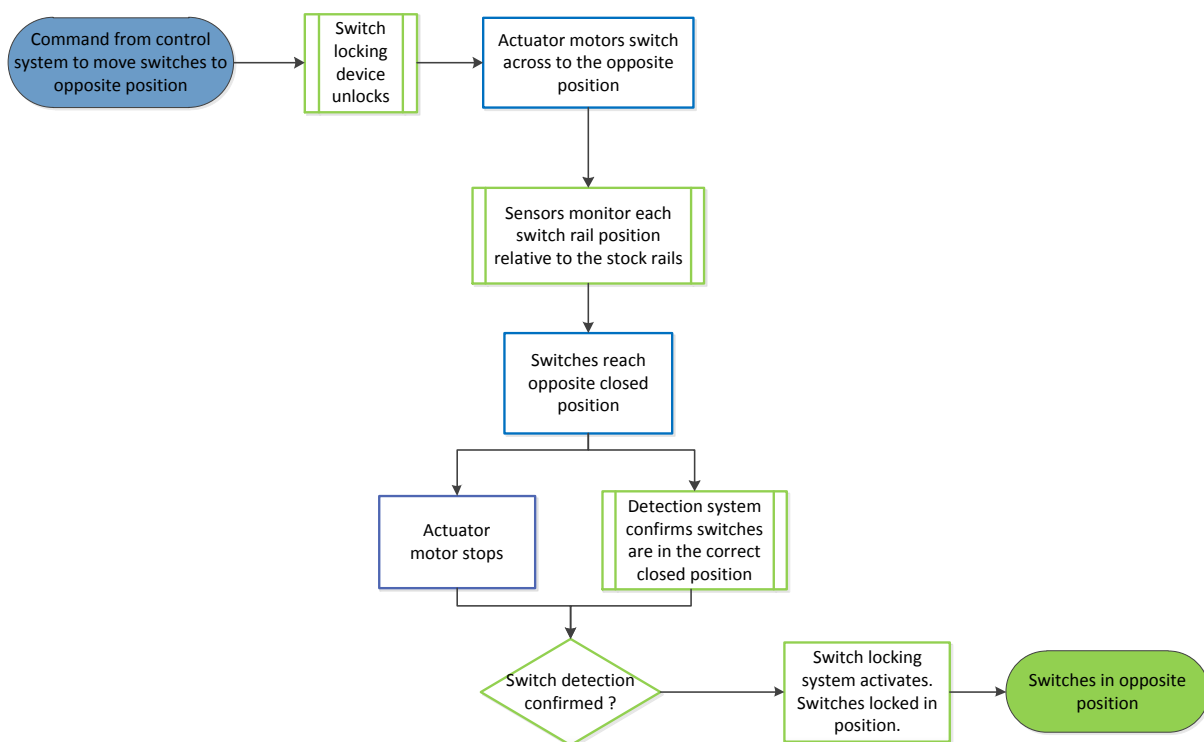 Command from control
system to move switches to
opposite position
Switch
locking
device
unlocks
Actuator motors switch
across to the opposite
position
Sensors monitor each
switch rail position
relative to the stock rails
Switches reach
opposite closed
position
Actuator
motor stops
Detection system
confirms switches
are in the correct
closed position
Switch detection
confirmed ?
Switch locking
system activates.
Switches locked in
position.
Switches in opposite
position